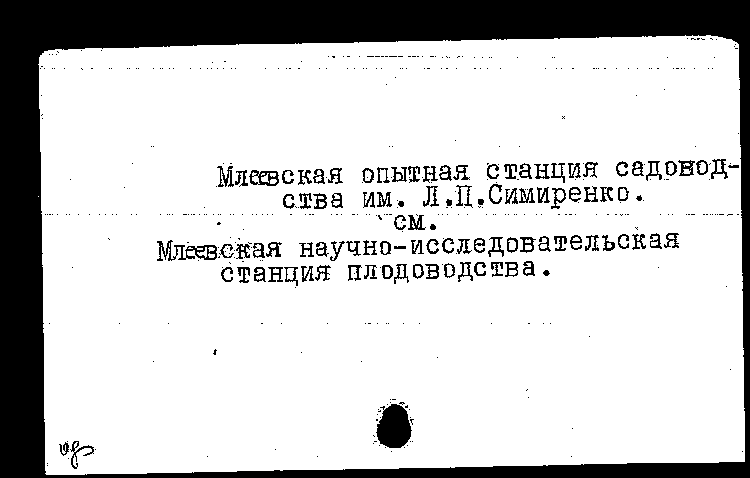 Млеевская опытная станция садовод-
ства им. Л.П.Симиренко.
см.
Млеевская научно-исследовательская
станция плодоводства.